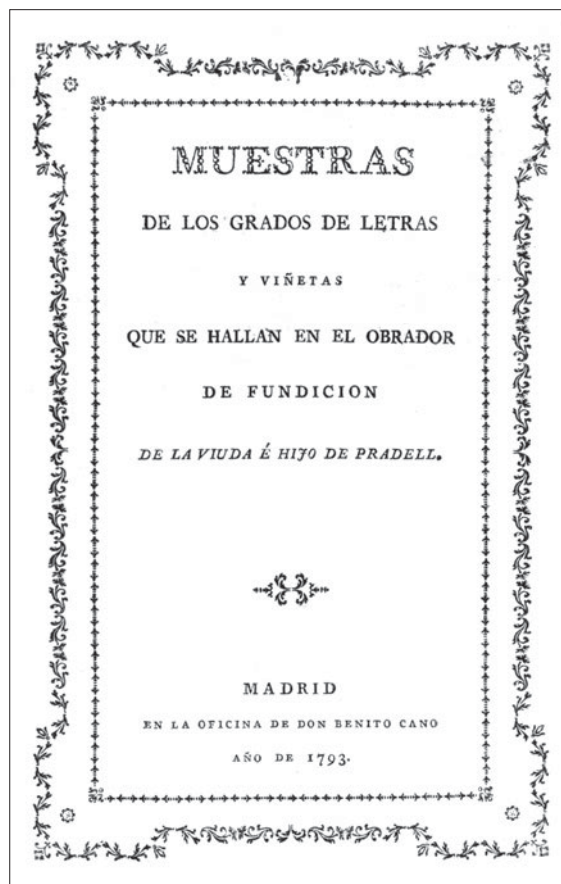 MUESTRAS
DE LOS GRADOS DE LETRAS
Y VIÑETAS
QUE SE HALLAN EN EL OBRADOR
DE FUNDICION
DE LA VIUDA É HIJO DE PRADELL.
MADRID
EN LA OFICINA DE DON BENITO CANO
AÑO DE 1793.